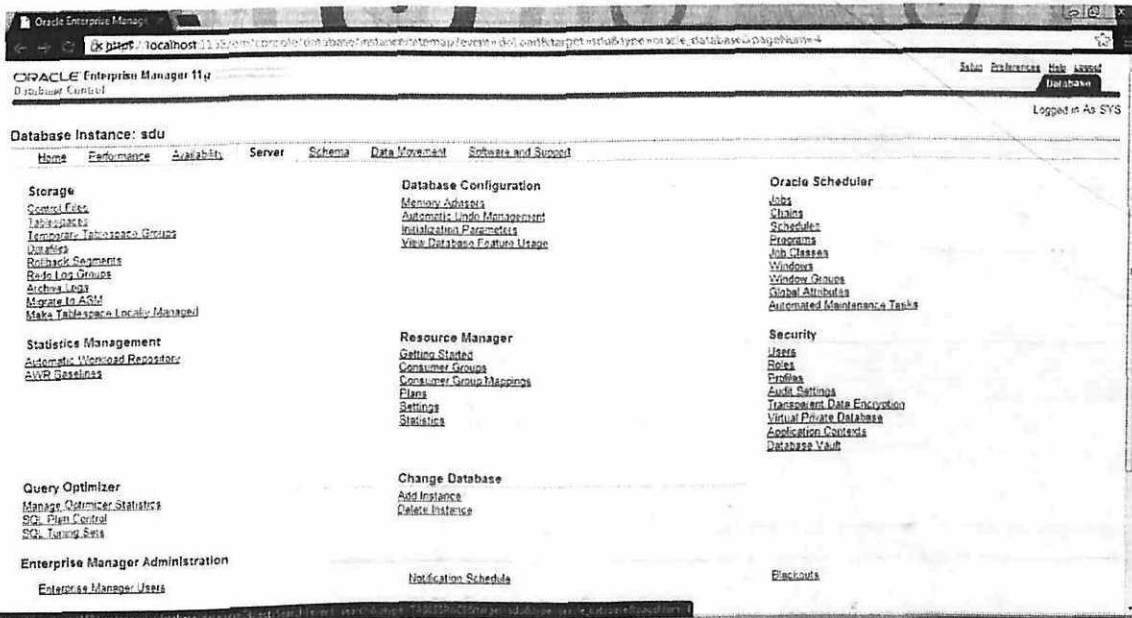 Oracle Enterprise Manage
ORACLE Enterprise Manager 11g
Database Control
Setup Preferences Help Logout
Database
Logged in As SYS
Database Instance: sdu
Home Performance Availability Server Schema Data Movement Software and Support
Storage
Control Files
Tablespaces
Temporary Tablespace Groups
Datafiles
Rollback Segments
Redo Log Groups
Archive Logs
Migrate to ASM
Make Tablespace Locally Managed
Database Configuration
Memory Advisors
Automatic Undo Management
Initialization Parameters
View Database Feature Usage
Oracle Scheduler
Jobs
Chains
Schedules
Programs
Job Classes
Windows
Window Groups
Global Attributes
Automated Maintenance Tasks
Statistics Management
Automatic Workload Repository
AWR Baselines
Resource Manager
Getting Started
Consumer Groups
Consumer Group Mappings
Plans
Settings
Statistics
Security
Users
Roles
Profiles
Audit Settings
Transparent Data Encryption
Virtual Private Database
Application Contexts
Database Vault
Query Optimizer
Manage Optimizer Statistics
SQL Plan Control
SQL Tuning Sets
Change Database
Add Instance
Delete Instance
Enterprise Manager Administration
Enterprise Manager Users
Notification Schedule
Blackouts